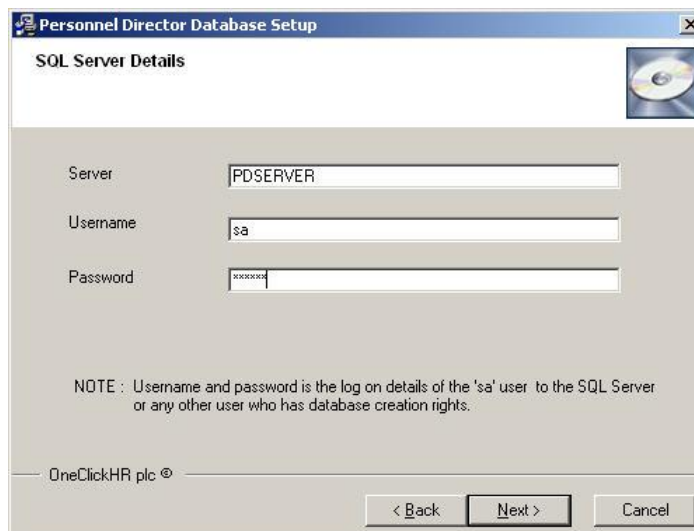 Personnel Director Database Setup
SQL Server Details
Server
PDSERVER
Username
sa
Password
××××××
NOTE : Username and password is the log on details of the 'sa' user to the SQL Server
or any other user who has database creation rights.
OneClickHR plc ©
< Back
Next >
Cancel